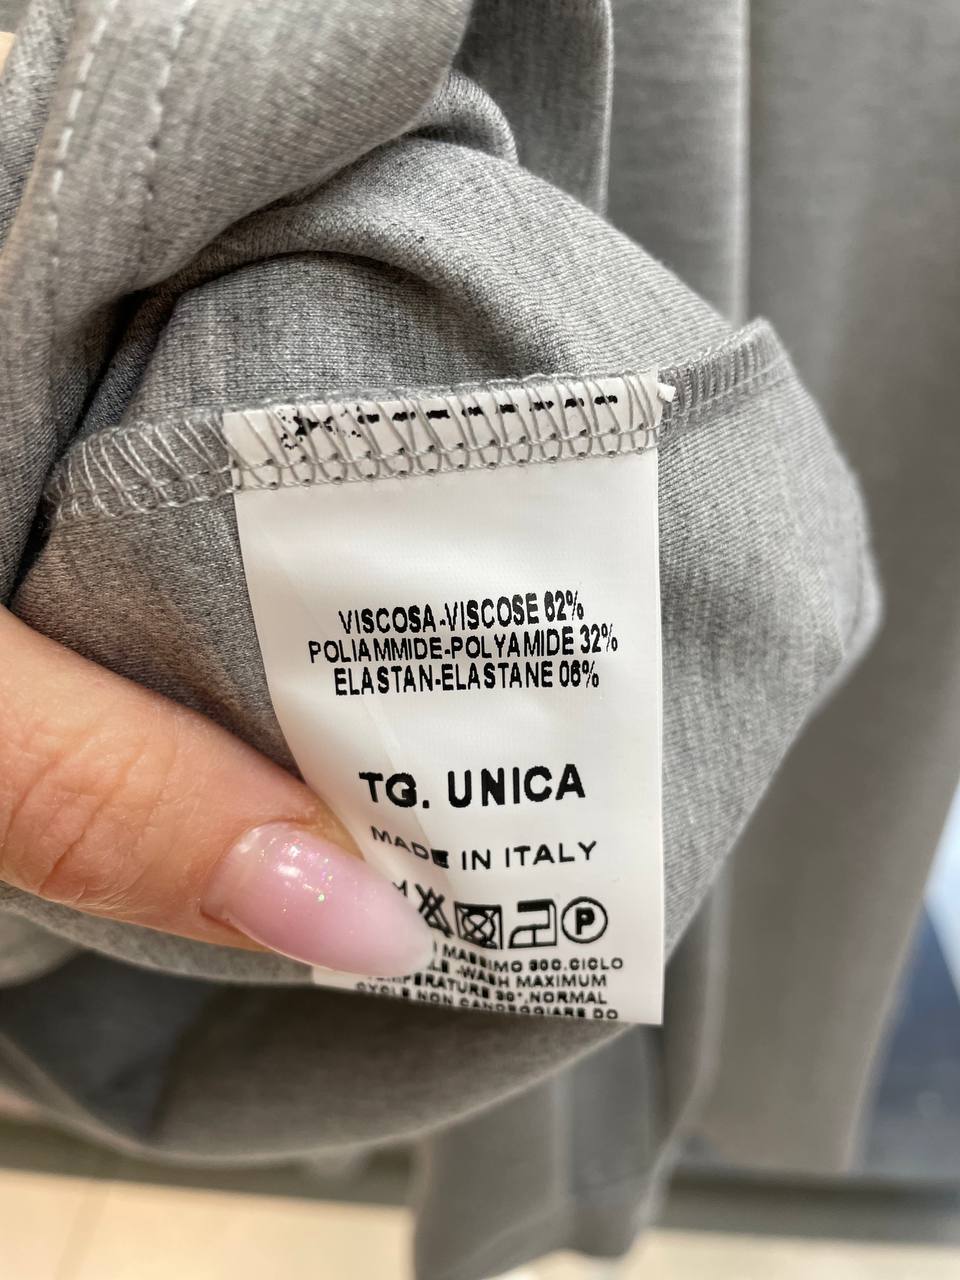 VISCOSA-VISCOSE 62%
POLIAMMIDE-POLYAMIDE 32%
ELASTAN-ELASTANE 06%
TG. UNICA
MADE IN ITALY
P
MASSIMO 300.CICLO
-WASH MAXIMUM
TEMPERATURE 30°,NORMAL
CYCLE NON CANDEGGIARE DO